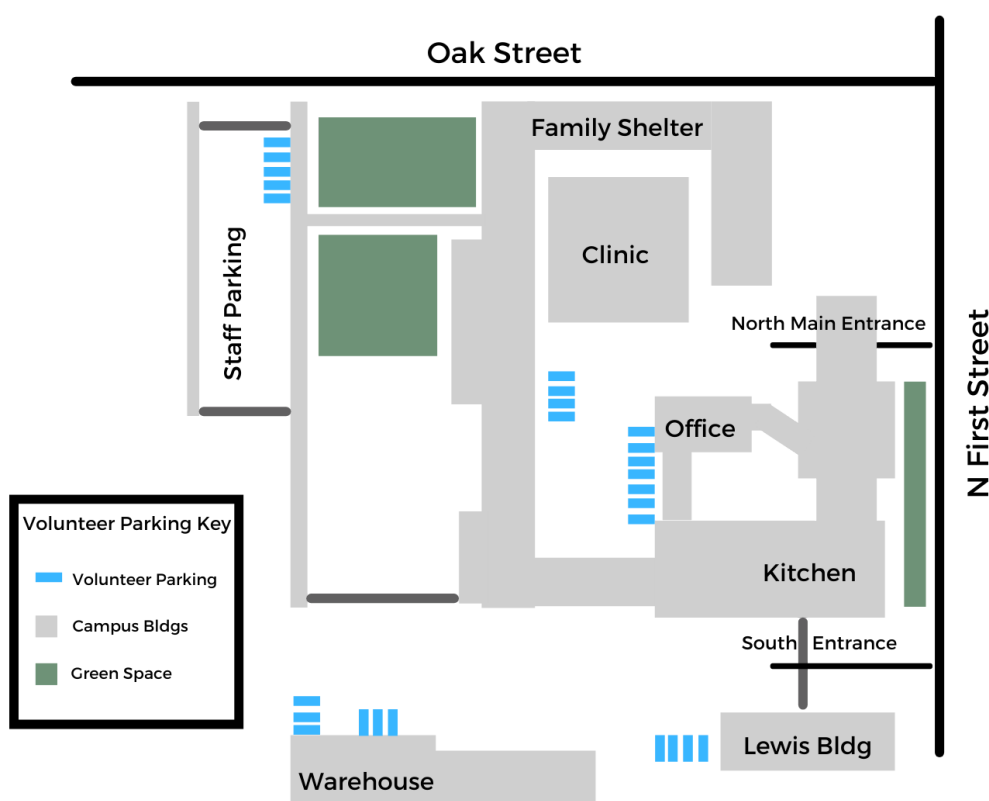 Oak Street
Family Shelter
Clinic
Staff Parking
North Main Entrance
N First Street
Office
Volunteer Parking Key
Volunteer Parking
Campus Bldgs
Green Space
Kitchen
South Entrance
Lewis Bldg
Warehouse